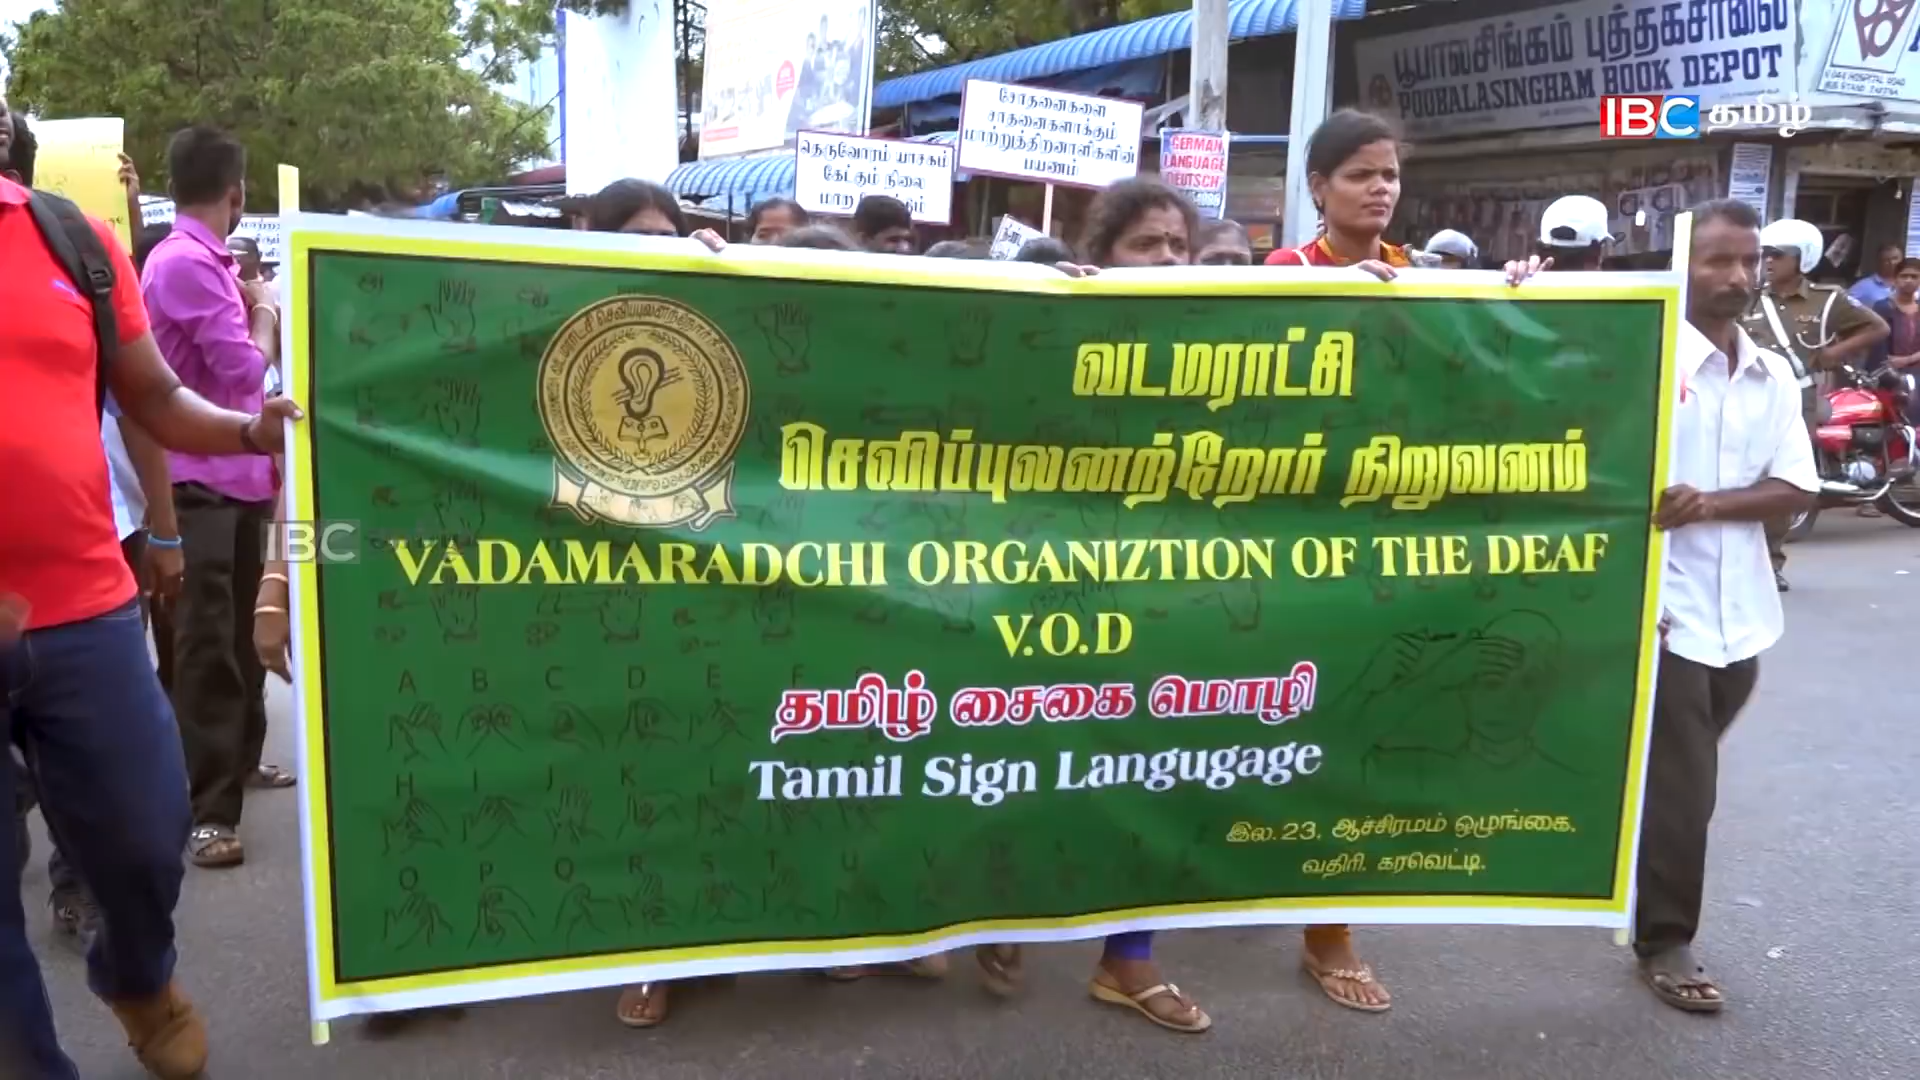 பூபாலசிங்கம் புத்தகசாலை
POOBALASINGHAM BOOK DEPOT
IBC தமிழ்
சோதனைகளை
சாதனைகளாக்கும்
மாற்றுத்திறனாளிகளின்
பயணம்
தெருவோரம் யாசகம்
கேட்கும் நிலை
மாற
GERMAN
LANGUAGE
DEUTSCH
வடமராட்சி
செவிப்புலனற்றோர் நிறுவனம்
VADAMARADCHI ORGANIZTION OF THE DEAF
V.O.D
தமிழ் சைகை மொழி
Tamil Sign Langugage
இல.23, ஆச்சிரமம் ஒழுங்கை,
வதிரி, கரவெட்டி.
A B C D E F
H I J K L
O P Q R S T U V
IBC தமிழ்